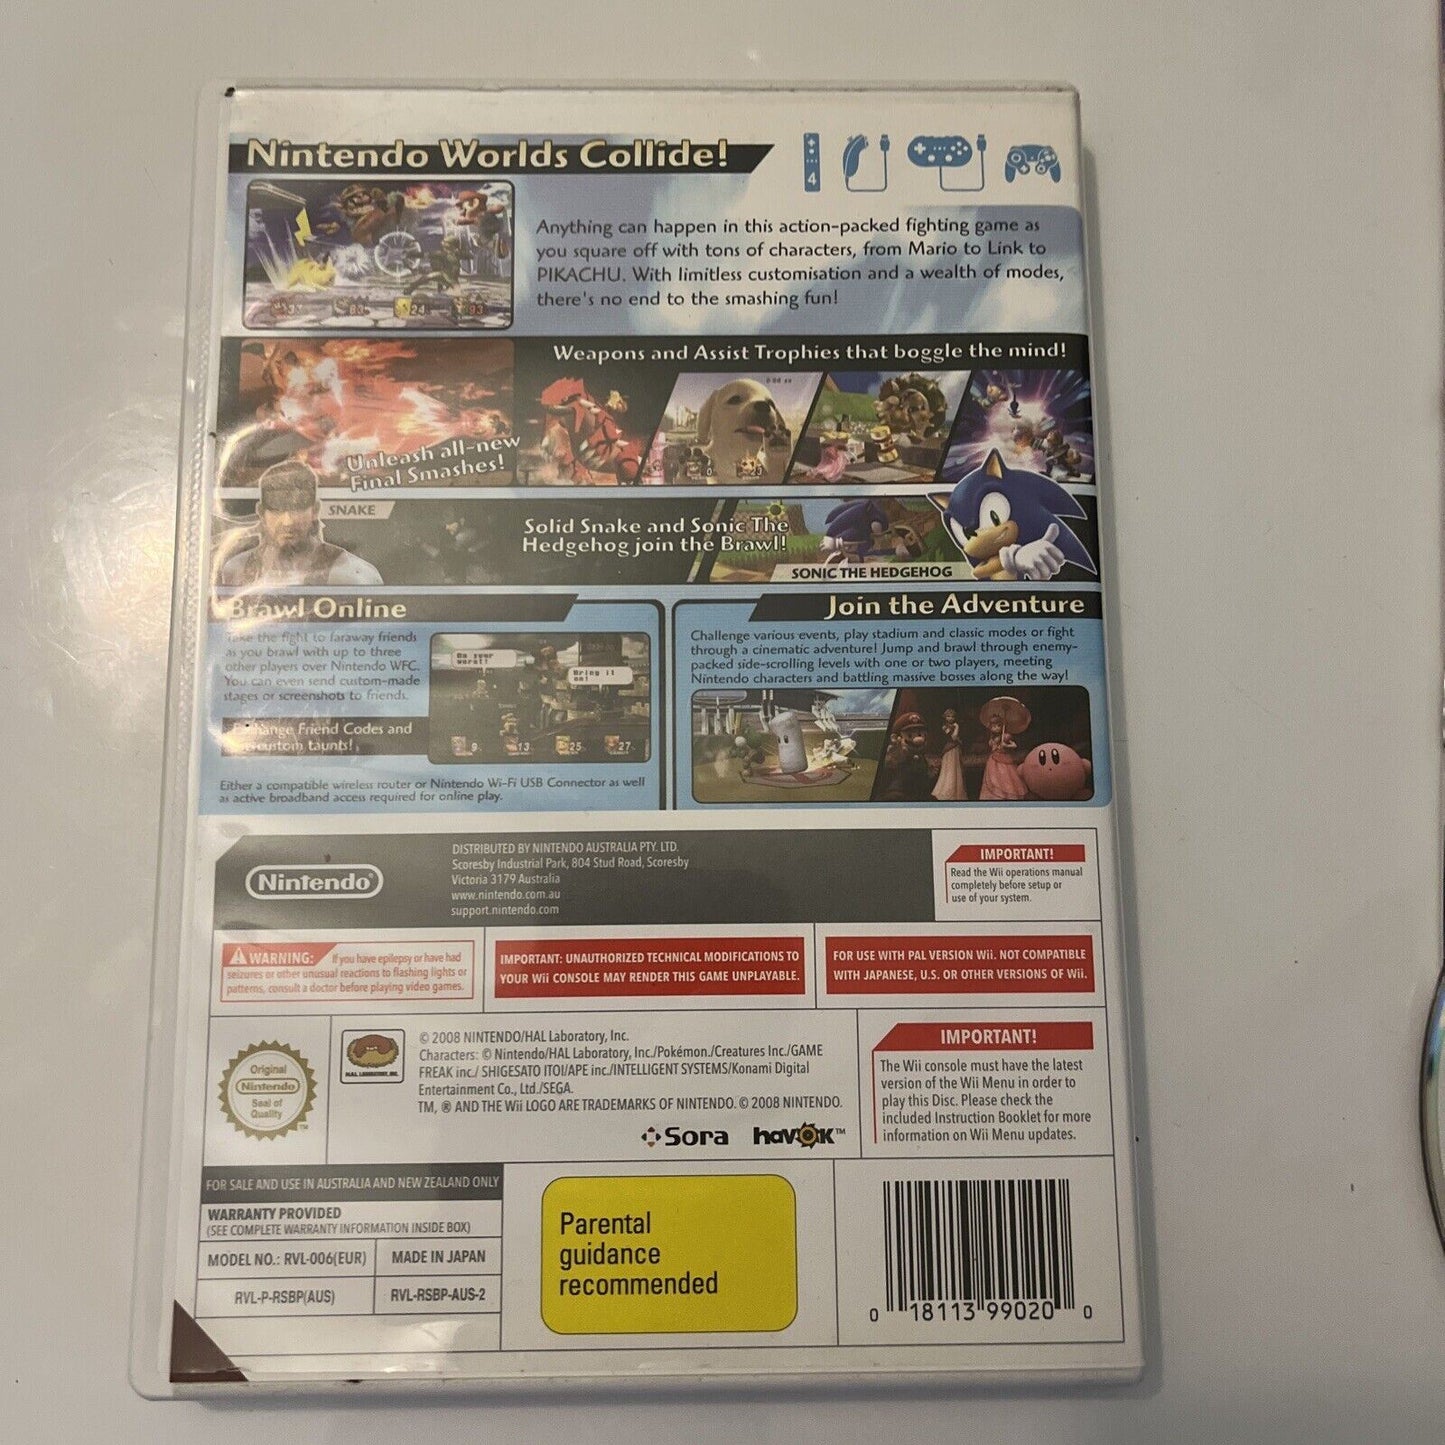 Nintendo Worlds Collide!
4
Anything can happen in this action-packed fighting game as
you square off with tons of characters, from Mario to Link to
PIKACHU. With limitless customisation and a wealth of modes,
there's no end to the smashing fun!
Weapons and Assist Trophies that boggle the mind!
Unleash all-new
Final Smashes!
SNAKE
Solid Snake and Sonic The
Hedgehog join the Brawl!
SONIC THE HEDGEHOG
Brawl Online
Take the fight to faraway friends
as you brawl with up to three
other players over Nintendo WFC.
You can even send custom-made
stages or screenshots to friends.
Do your
worst!
Bring it
on!
9 13 25 27
Exchange Friend Codes and
custom taunts!
Either a compatible wireless router or Nintendo Wi-Fi USB Connector as well
as active broadband access required for online play.
Join the Adventure
Challenge various events, play stadium and classic modes or fight
through a cinematic adventure! Jump and brawl through enemy-
packed side-scrolling levels with one or two players, meeting
Nintendo characters and battling massive bosses along the way!
Nintendo
DISTRIBUTED BY NINTENDO AUSTRALIA PTY. LTD.
Scoresby Industrial Park, 804 Stud Road, Scoresby
Victoria 3179 Australia
www.nintendo.com.au
support.nintendo.com
IMPORTANT!
Read the Wii operations manual
completely before setup or
use of your system.
WARNING: If you have epilepsy or have had
seizures or other unusual reactions to flashing lights or
patterns, consult a doctor before playing video games.
IMPORTANT: UNAUTHORIZED TECHNICAL MODIFICATIONS TO
YOUR Wii CONSOLE MAY RENDER THIS GAME UNPLAYABLE.
FOR USE WITH PAL VERSION Wii. NOT COMPATIBLE
WITH JAPANESE, U.S. OR OTHER VERSIONS OF Wii.
Original
Nintendo
Seal of
Quality
TM
HAL LABORATORY, INC.
© 2008 NINTENDO/HAL Laboratory, Inc.
Characters: © Nintendo/HAL Laboratory, Inc./Pokémon./Creatures Inc./GAME
FREAK inc./ SHIGESATO ITOI/APE inc./INTELLIGENT SYSTEMS/Konami Digital
Entertainment Co., Ltd./SEGA.
TM, ® AND THE Wii LOGO ARE TRADEMARKS OF NINTENDO. © 2008 NINTENDO.
Sora havok™
IMPORTANT!
The Wii console must have the latest
version of the Wii Menu in order to
play this Disc. Please check the
included Instruction Booklet for more
information on Wii Menu updates.
FOR SALE AND USE IN AUSTRALIA AND NEW ZEALAND ONLY
WARRANTY PROVIDED
(SEE COMPLETE WARRANTY INFORMATION INSIDE BOX)
MODEL NO.: RVL-006(EUR)
MADE IN JAPAN
RVL-P-RSBP(AUS)
RVL-RSBP-AUS-2
Parental
guidance
recommended
0 18113 99020 0